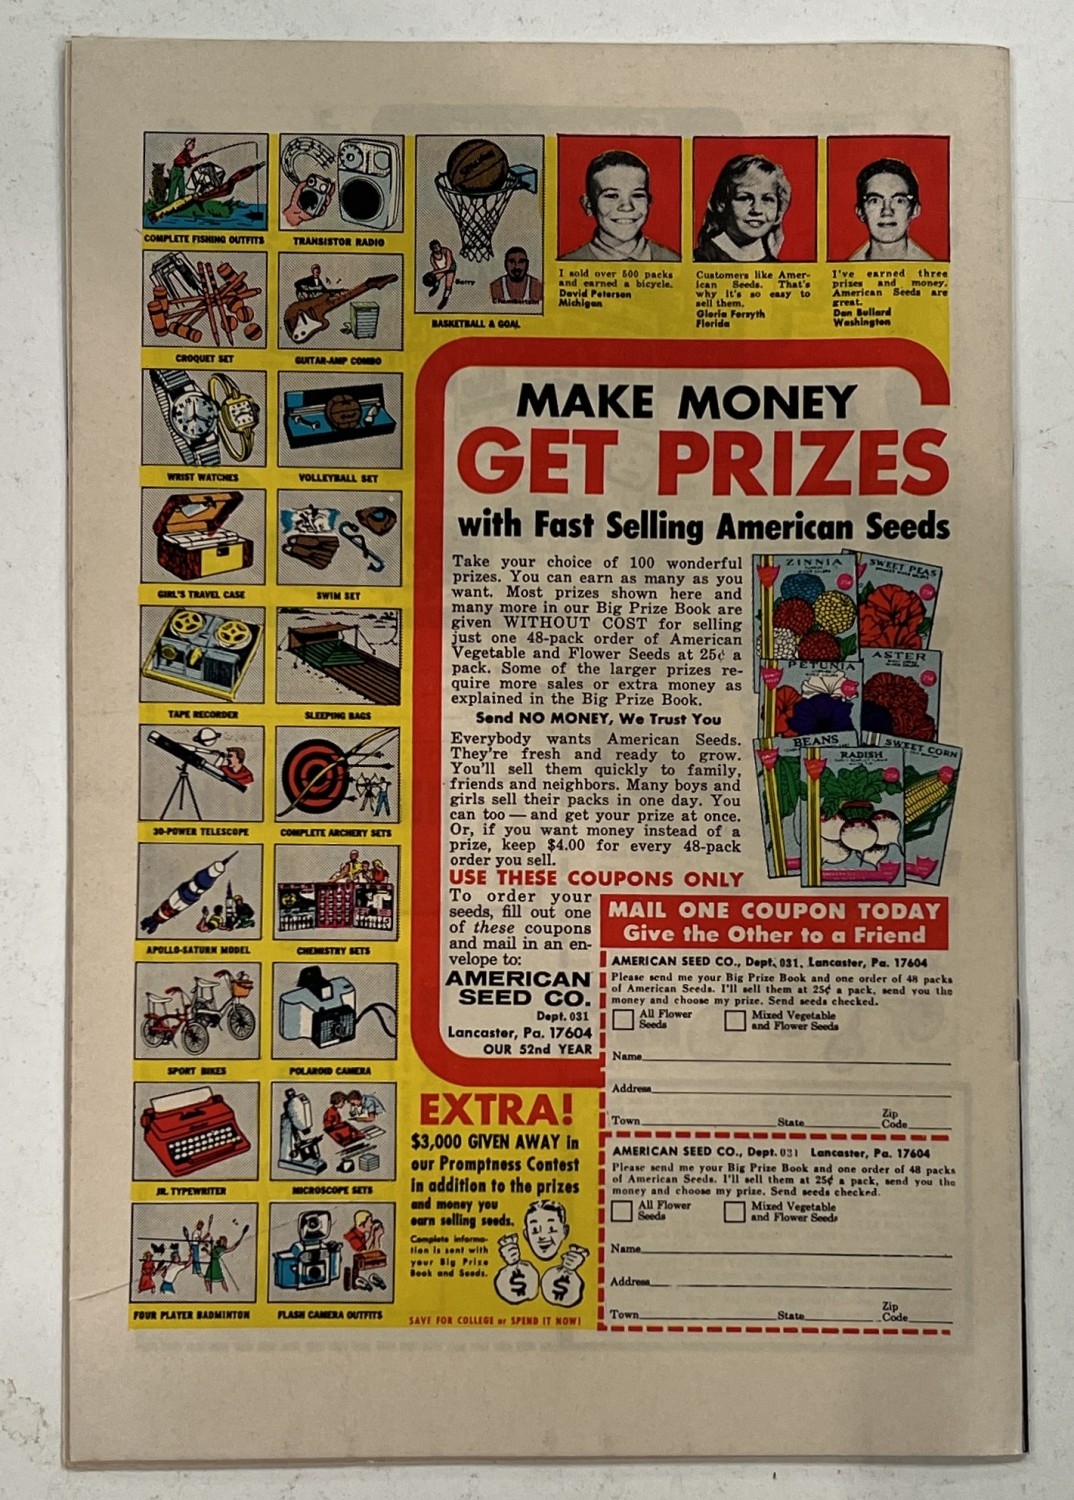 COMPLETE FISHING OUTFITS
TRANSISTOR RADIO
Barry
Chamberlain
BASKETBALL & GOAL
I sold over 500 packs
and earned a bicycle.
David Peterson
Michigan
Customers like Amer-
ican Seeds. That's
why it's so easy to
sell them.
Gloria Forsyth
Florida
I've earned three
prizes and money.
American Seeds are
great.
Dan Bullard
Washington
CROQUET SET
GUITAR-AMP COMBO
WRIST WATCHES
VOLLEYBALL SET
GIRL'S TRAVEL CASE
SWIM SET
TAPE RECORDER
SLEEPING BAGS
30-POWER TELESCOPE
COMPLETE ARCHERY SETS
APOLLO-SATURN MODEL
CHEMISTRY SETS
SPORT BIKES
POLAROID CAMERA
JR. TYPEWRITER
MICROSCOPE SETS
FOUR PLAYER BADMINTON
FLASH CAMERA OUTFITS
MAKE MONEY
GET PRIZES
with Fast Selling American Seeds
Take your choice of 100 wonderful
prizes. You can earn as many as you
want. Most prizes shown here and
many more in our Big Prize Book are
given WITHOUT COST for selling
just one 48-pack order of American
Vegetable and Flower Seeds at 25¢ a
pack. Some of the larger prizes re-
quire more sales or extra money as
explained in the Big Prize Book.
Send NO MONEY, We Trust You
Everybody wants American Seeds.
They're fresh and ready to grow.
You'll sell them quickly to family,
friends and neighbors. Many boys and
girls sell their packs in one day. You
can too — and get your prize at once.
Or, if you want money instead of a
prize, keep $4.00 for every 48-pack
order you sell.
USE THESE COUPONS ONLY
To order your
seeds, fill out one
of these coupons
and mail in an en-
velope to:
AMERICAN
SEED CO.
Dept. 031
Lancaster, Pa. 17604
OUR 52nd YEAR
ZINNIA
SWEET PEAS
PETUNIA
ASTER
BEANS
RADISH
SWEET CORN
MAIL ONE COUPON TODAY
Give the Other to a Friend
AMERICAN SEED CO., Dept. 031, Lancaster, Pa. 17604
Please send me your Big Prize Book and one order of 48 packs
of American Seeds. I'll sell them at 25¢ a pack, send you the
money and choose my prize. Send seeds checked.
All Flower
Seeds
Mixed Vegetable
and Flower Seeds
Name
Address
Town State Zip
Code
AMERICAN SEED CO., Dept. 031 Lancaster, Pa. 17604
Please send me your Big Prize Book and one order of 48 packs
of American Seeds. I'll sell them at 25¢ a pack, send you the
money and choose my prize. Send seeds checked.
All Flower
Seeds
Mixed Vegetable
and Flower Seeds
Name
Address
Town State Zip
Code
EXTRA!
$3,000 GIVEN AWAY in
our Promptness Contest
in addition to the prizes
and money you
earn selling seeds.
Complete informa-
tion is sent with
your Big Prize
Book and Seeds.
$ $
SAVE FOR COLLEGE or SPEND IT NOW!